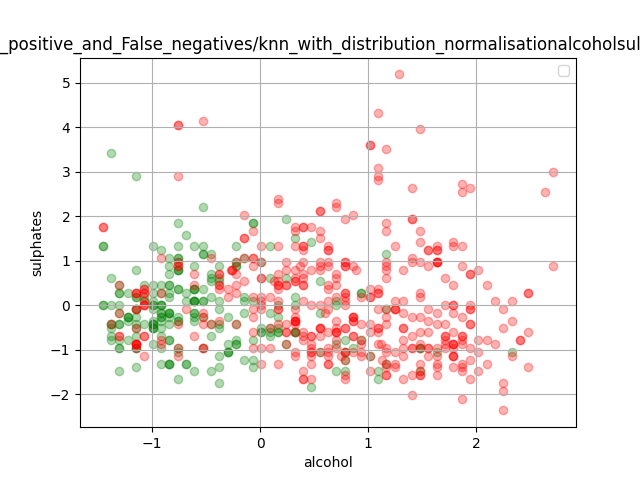 _positive_and_False_negatives/knn_with_distribution_normalisationalcoholsul
5
4
3
2
1
0
−1
−2
sulphates
−1 0 1 2
alcohol